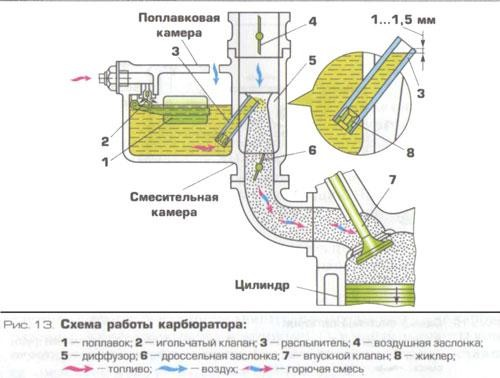 Поплавковая
камера
3
4
5
1...1,5 мм
3
2
1
8
6
7
Смесительная
камера
Цилиндр
Рис. 13. Схема работы карбюратора:
1 – поплавок; 2 – игольчатый клапан; 3 – распылитель; 4 – воздушная заслонка;
5 – диффузор; 6 – дроссельная заслонка; 7 – впускной клапан; 8 – жиклер;
– топливо; – воздух; – горючая смесь